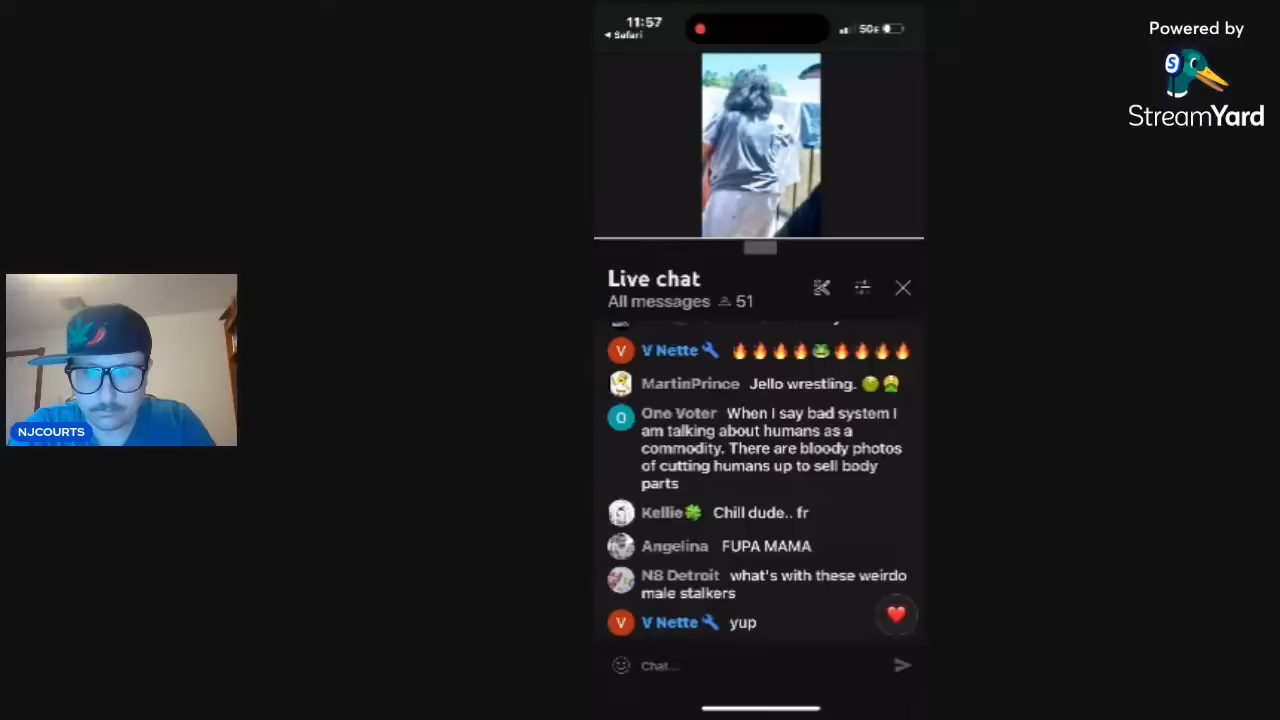 11:57
Safari
Powered by
S
StreamYard
Live chat
All messages 51
V V Nette
MartinPrince Jello wrestling.
O One Voter When I say bad system I
am talking about humans as a
commodity. There are bloody photos
of cutting humans up to sell body
parts
Kellie Chill dude.. fr
Angelina FUPA MAMA
N8 Detroit what's with these weirdo
male stalkers
V V Nette yup
Chat...
NJCOURTS